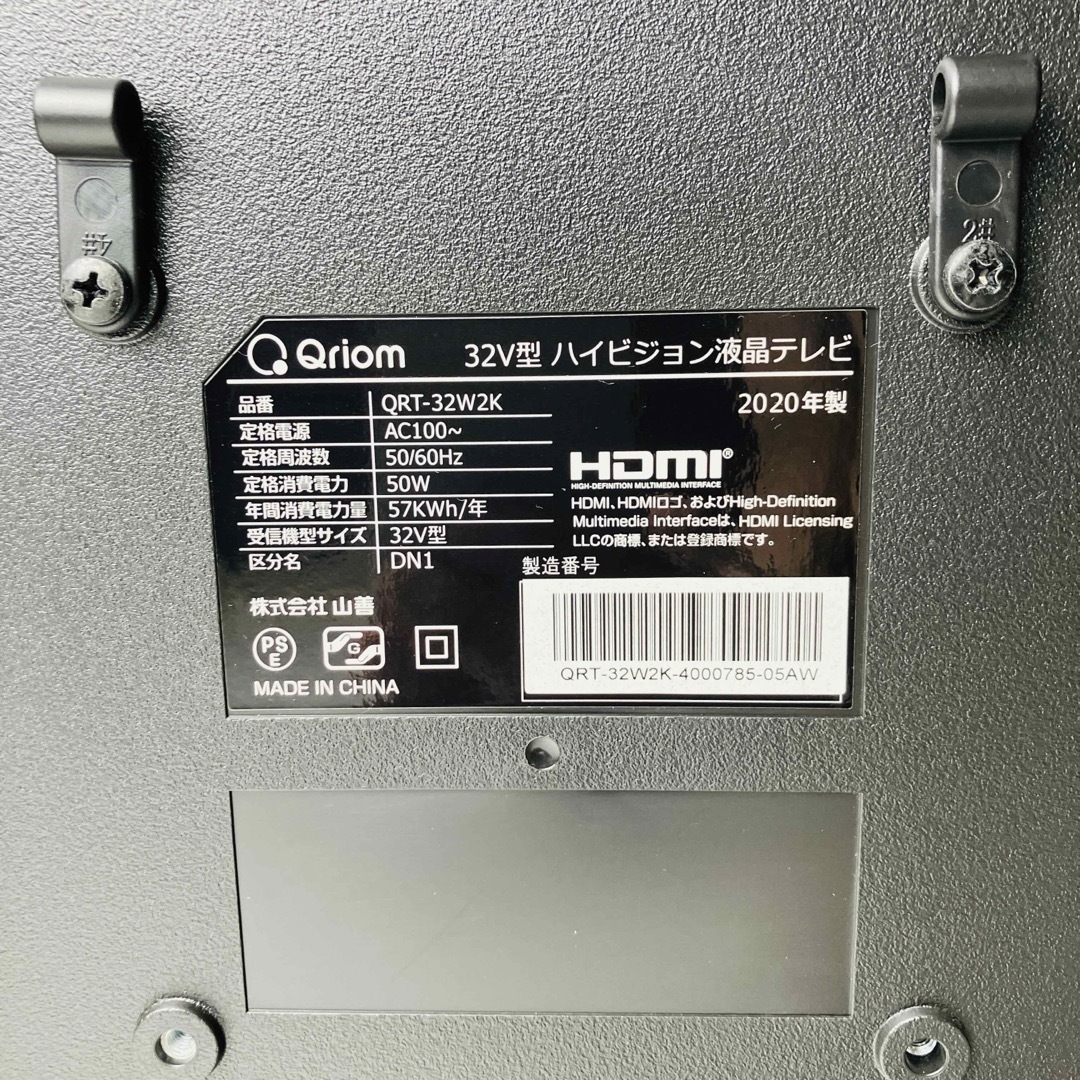 4#
2#
Qriom 32V型 ハイビジョン液晶テレビ
2020年製
品番 QRT-32W2K
定格電源 AC100~
定格周波数 50/60Hz
定格消費電力 50W
年間消費電力量 57KWh/年
受信機型サイズ 32V型
区分名 DN1
HDMI®
HIGH-DEFINITION MULTIMEDIA INTERFACE
HDMI、HDMIロゴ、およびHigh-Definition
Multimedia Interfaceは、HDMI Licensing
LLCの商標、または登録商標です。
製造番号
QRT-32W2K-4000785-05AW
株式会社 山善
PS
E
G
MADE IN CHINA